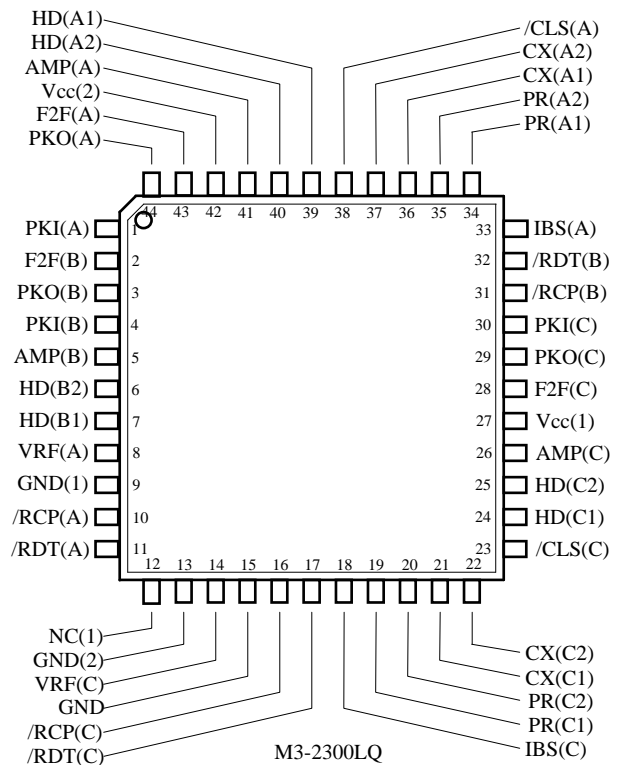 HD(A1)
HD(A2)
AMP(A)
Vcc(2)
F2F(A)
PKO(A)
/CLS(A)
CX(A2)
CX(A1)
PR(A2)
PR(A1)
44 43 42 41 40 39 38 37 36 35 34
PKI(A) 1
F2F(B) 2
PKO(B) 3
PKI(B) 4
AMP(B) 5
HD(B2) 6
HD(B1) 7
VRF(A) 8
GND(1) 9
/RCP(A) 10
/RDT(A) 11
33 IBS(A)
32 /RDT(B)
31 /RCP(B)
30 PKI(C)
29 PKO(C)
28 F2F(C)
27 Vcc(1)
26 AMP(C)
25 HD(C2)
24 HD(C1)
23 /CLS(C)
12 13 14 15 16 17 18 19 20 21 22
NC(1)
GND(2)
VRF(C)
GND
/RCP(C)
/RDT(C)
CX(C2)
CX(C1)
PR(C2)
PR(C1)
IBS(C)
M3-2300LQ